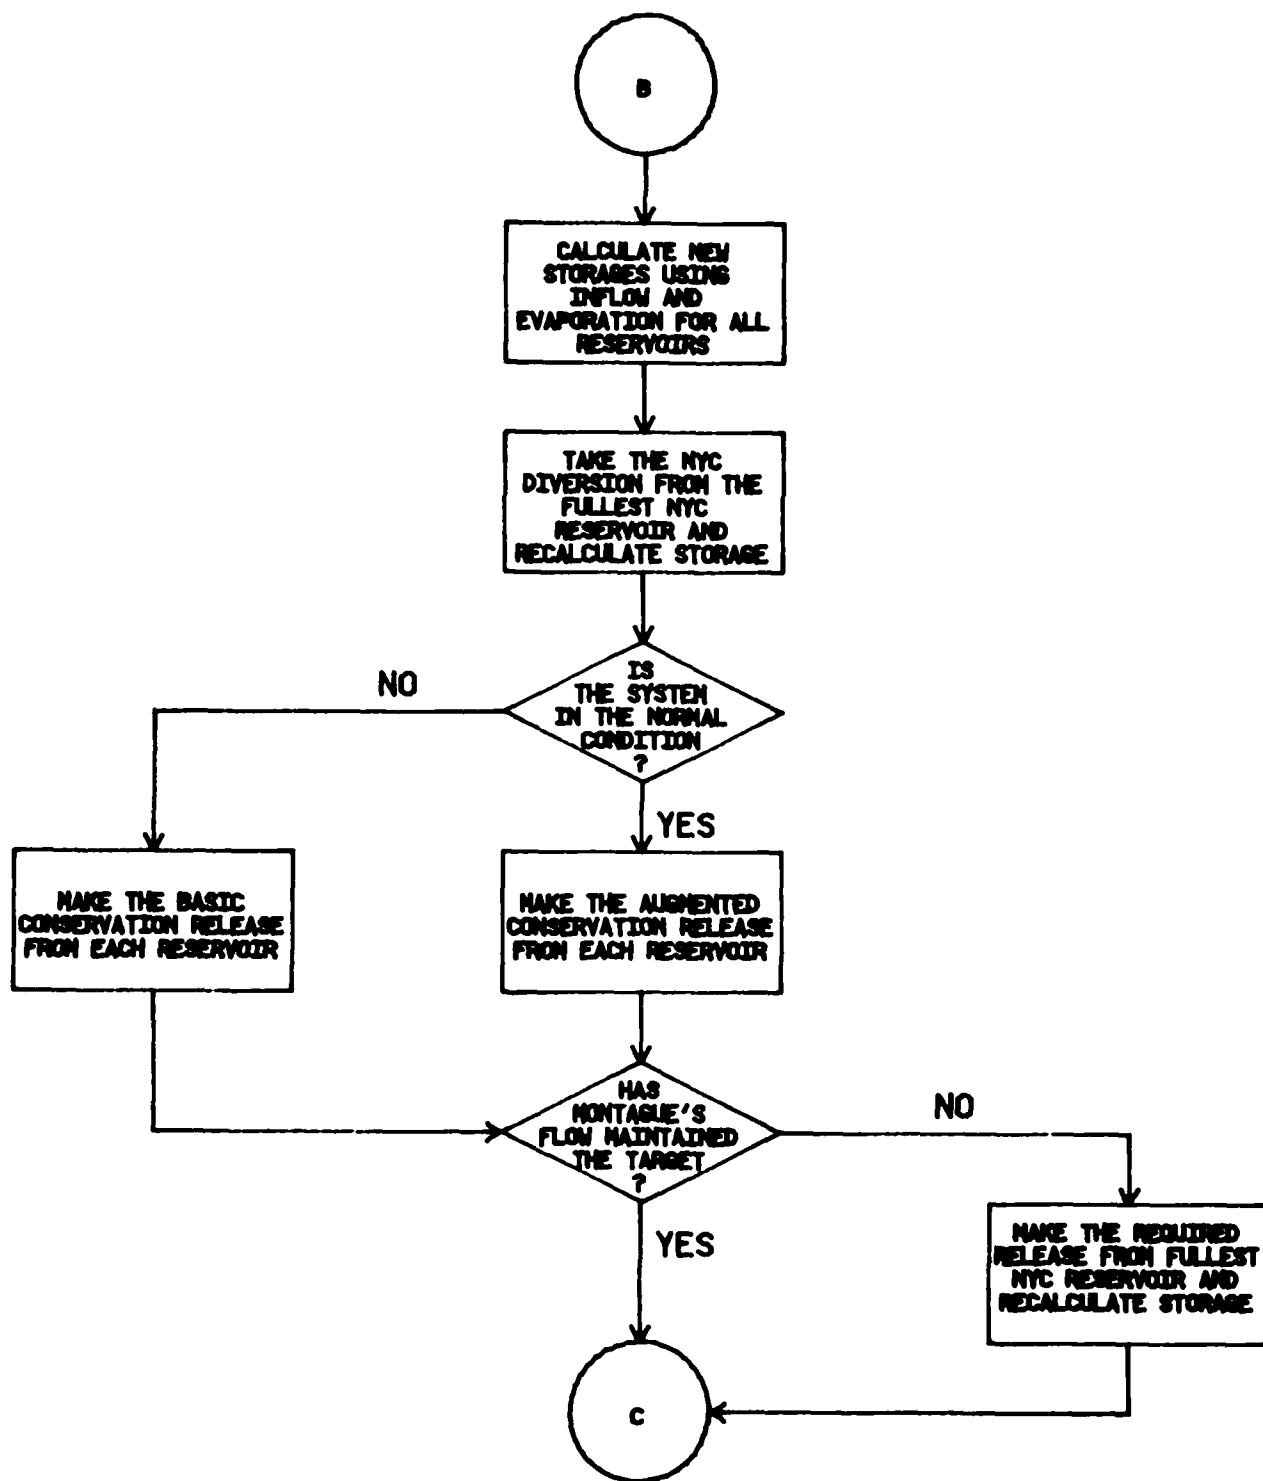 B
CALCULATE NEW
STORAGES USING
INFLOW AND
EVAPORATION FOR ALL
RESERVOIRS
TAKE THE NYC
DIVERSION FROM THE
FULLEST NYC
RESERVOIR AND
RECALCULATE STORAGE
IS
THE SYSTEM
IN THE NORMAL
CONDITION
?
NO
YES
MAKE THE BASIC
CONSERVATION RELEASE
FROM EACH RESERVOIR
MAKE THE AUGMENTED
CONSERVATION RELEASE
FROM EACH RESERVOIR
HAS
MONTAGUE'S
FLOW MAINTAINED
THE TARGET
?
NO
YES
MAKE THE REQUIRED
RELEASE FROM FULLEST
NYC RESERVOIR AND
RECALCULATE STORAGE
C